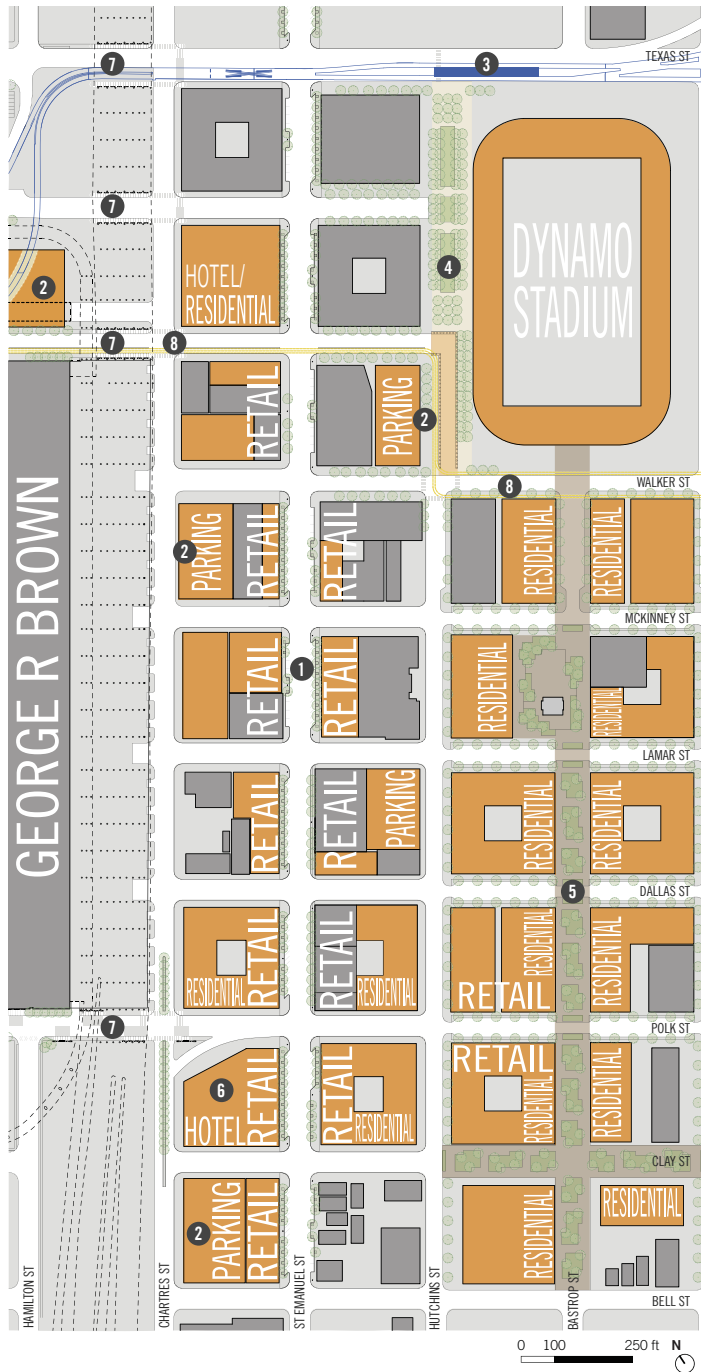 7
3
TEXAS ST
7
HOTEL/
RESIDENTIAL
4
DYNAMO
STADIUM
2
7
8
RETAIL
PARKING
2
WALKER ST
8
GEORGE R BROWN
2
PARKING
RETAIL
RETAIL
RESIDENTIAL
RESIDENTIAL
MCKINNEY ST
RETAIL
1
RETAIL
RESIDENTIAL
RESIDENTIAL
LAMAR ST
RETAIL
RETAIL
PARKING
RESIDENTIAL
RESIDENTIAL
5
DALLAS ST
RESIDENTIAL
RETAIL
RETAIL
RESIDENTIAL
RESIDENTIAL
RETAIL
RESIDENTIAL
7
POLK ST
6
HOTEL
RETAIL
RETAIL
RESIDENTIAL
RETAIL
RESIDENTIAL
RESIDENTIAL
CLAY ST
2
PARKING
RETAIL
RESIDENTIAL
RESIDENTIAL
HAMILTON ST
CHARTRES ST
ST EMANUEL ST
HUTCHINS ST
BASTROP ST
BELL ST
0 100 250 ft N